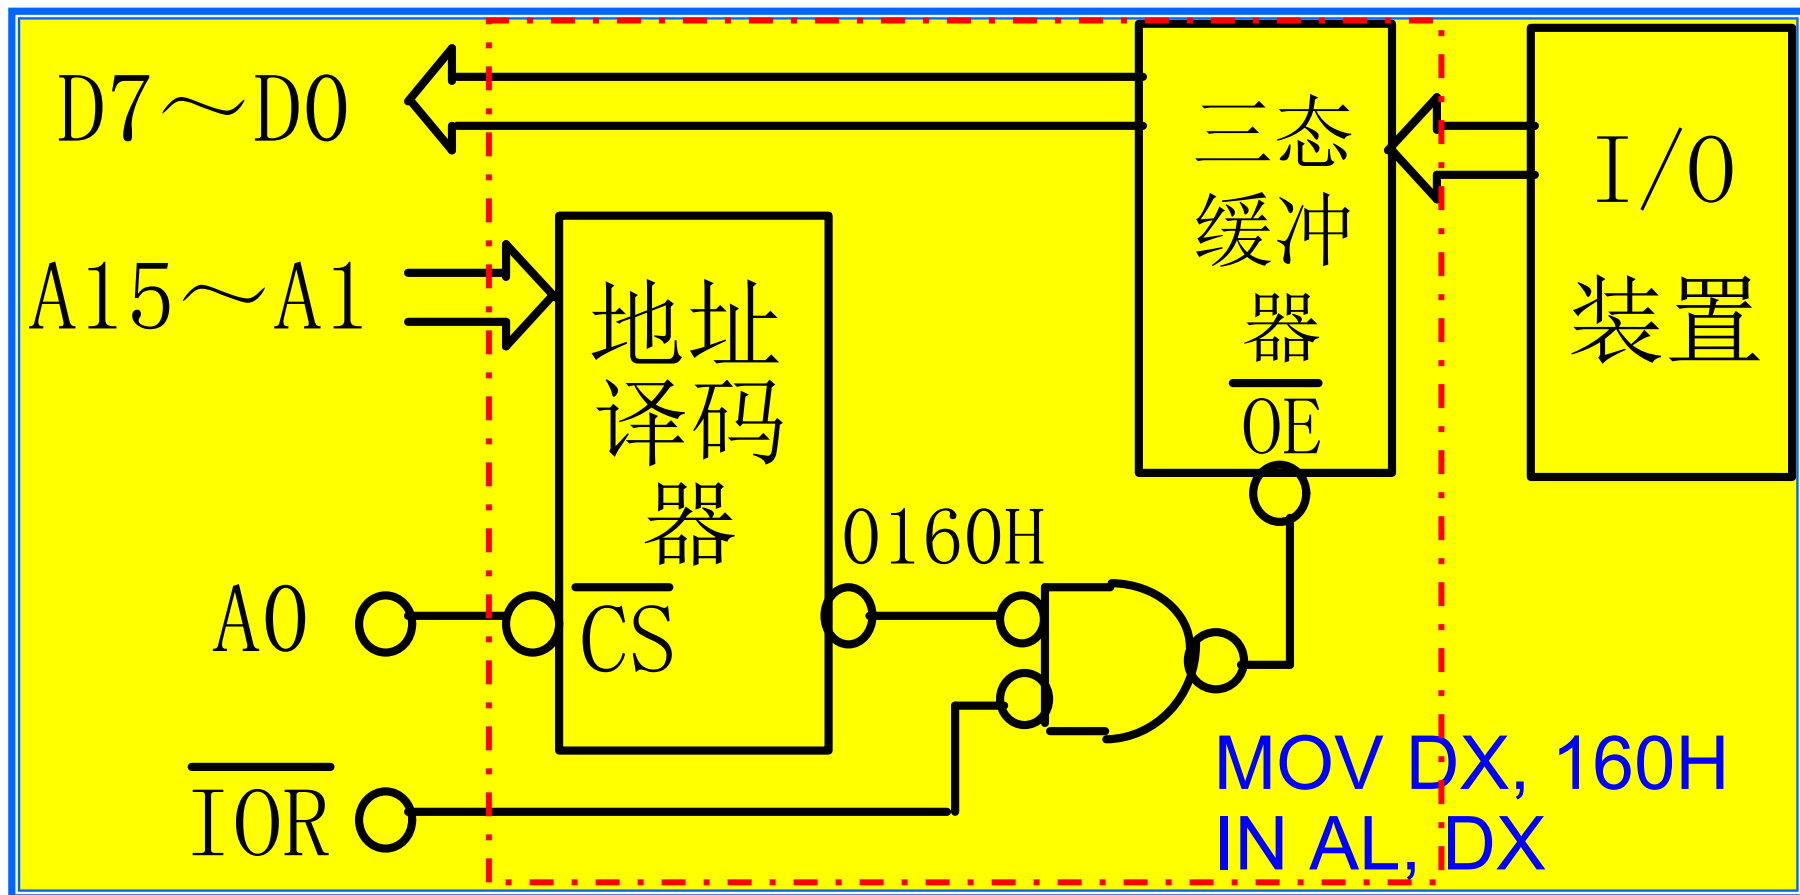 D7～D0
A15～A1
地址
译码
器
CS
A0
IOR
0160H
三态
缓冲
器
OE
I/O
装置
MOV DX, 160H
IN AL, DX